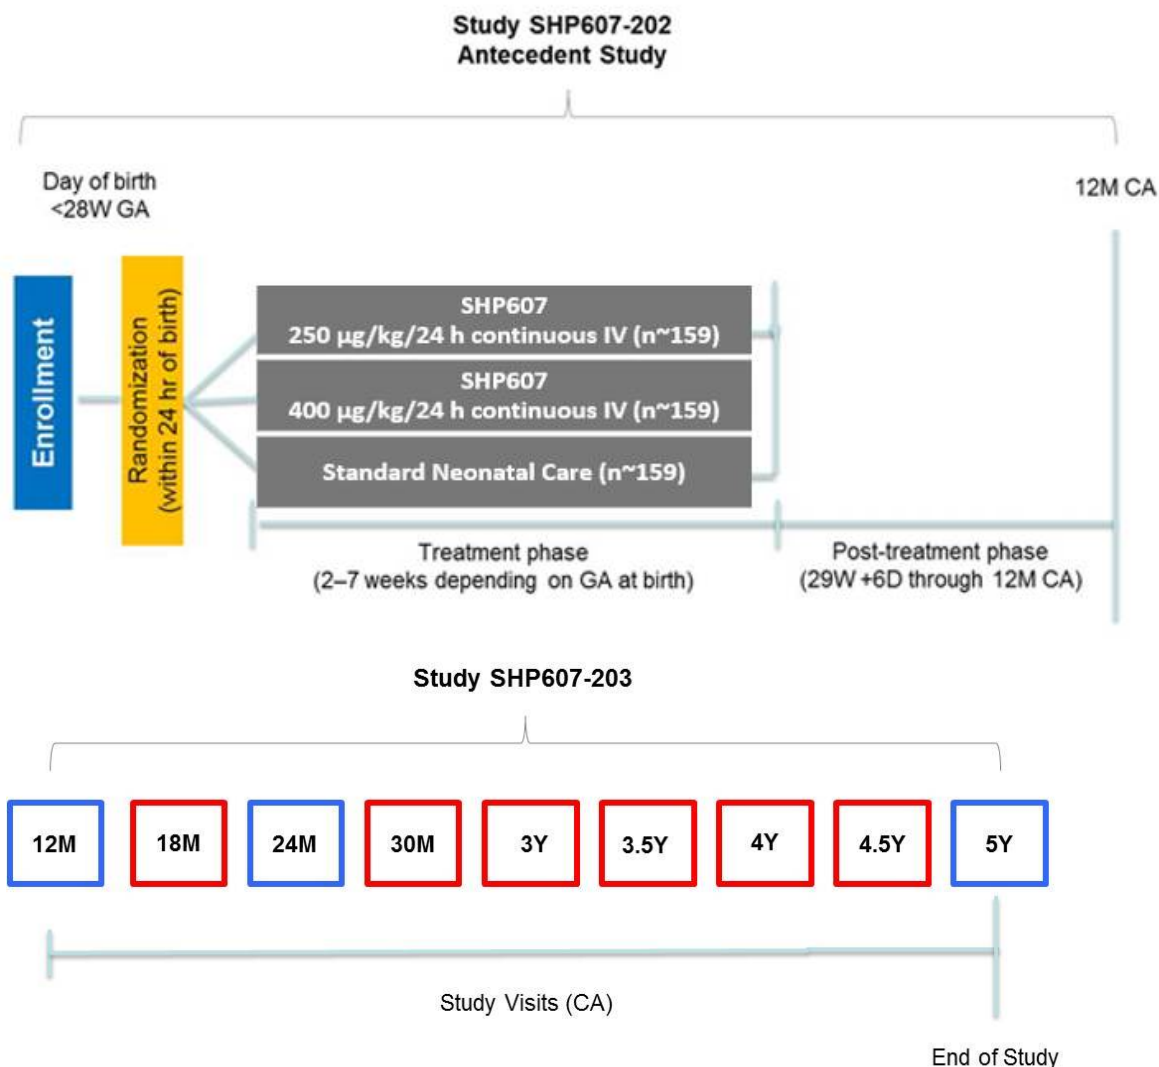 Study SHP607-202
Antecedent Study
Day of birth
<28W GA
12M CA
Enrollment
Randomization
(within 24 hr of birth)
SHP607
250 µg/kg/24 h continuous IV (n~159)
SHP607
400 µg/kg/24 h continuous IV (n~159)
Standard Neonatal Care (n~159)
Treatment phase
(2–7 weeks depending on GA at birth)
Post-treatment phase
(29W +6D through 12M CA)
Study SHP607-203
12M
18M
24M
30M
3Y
3.5Y
4Y
4.5Y
5Y
Study Visits (CA)
End of Study